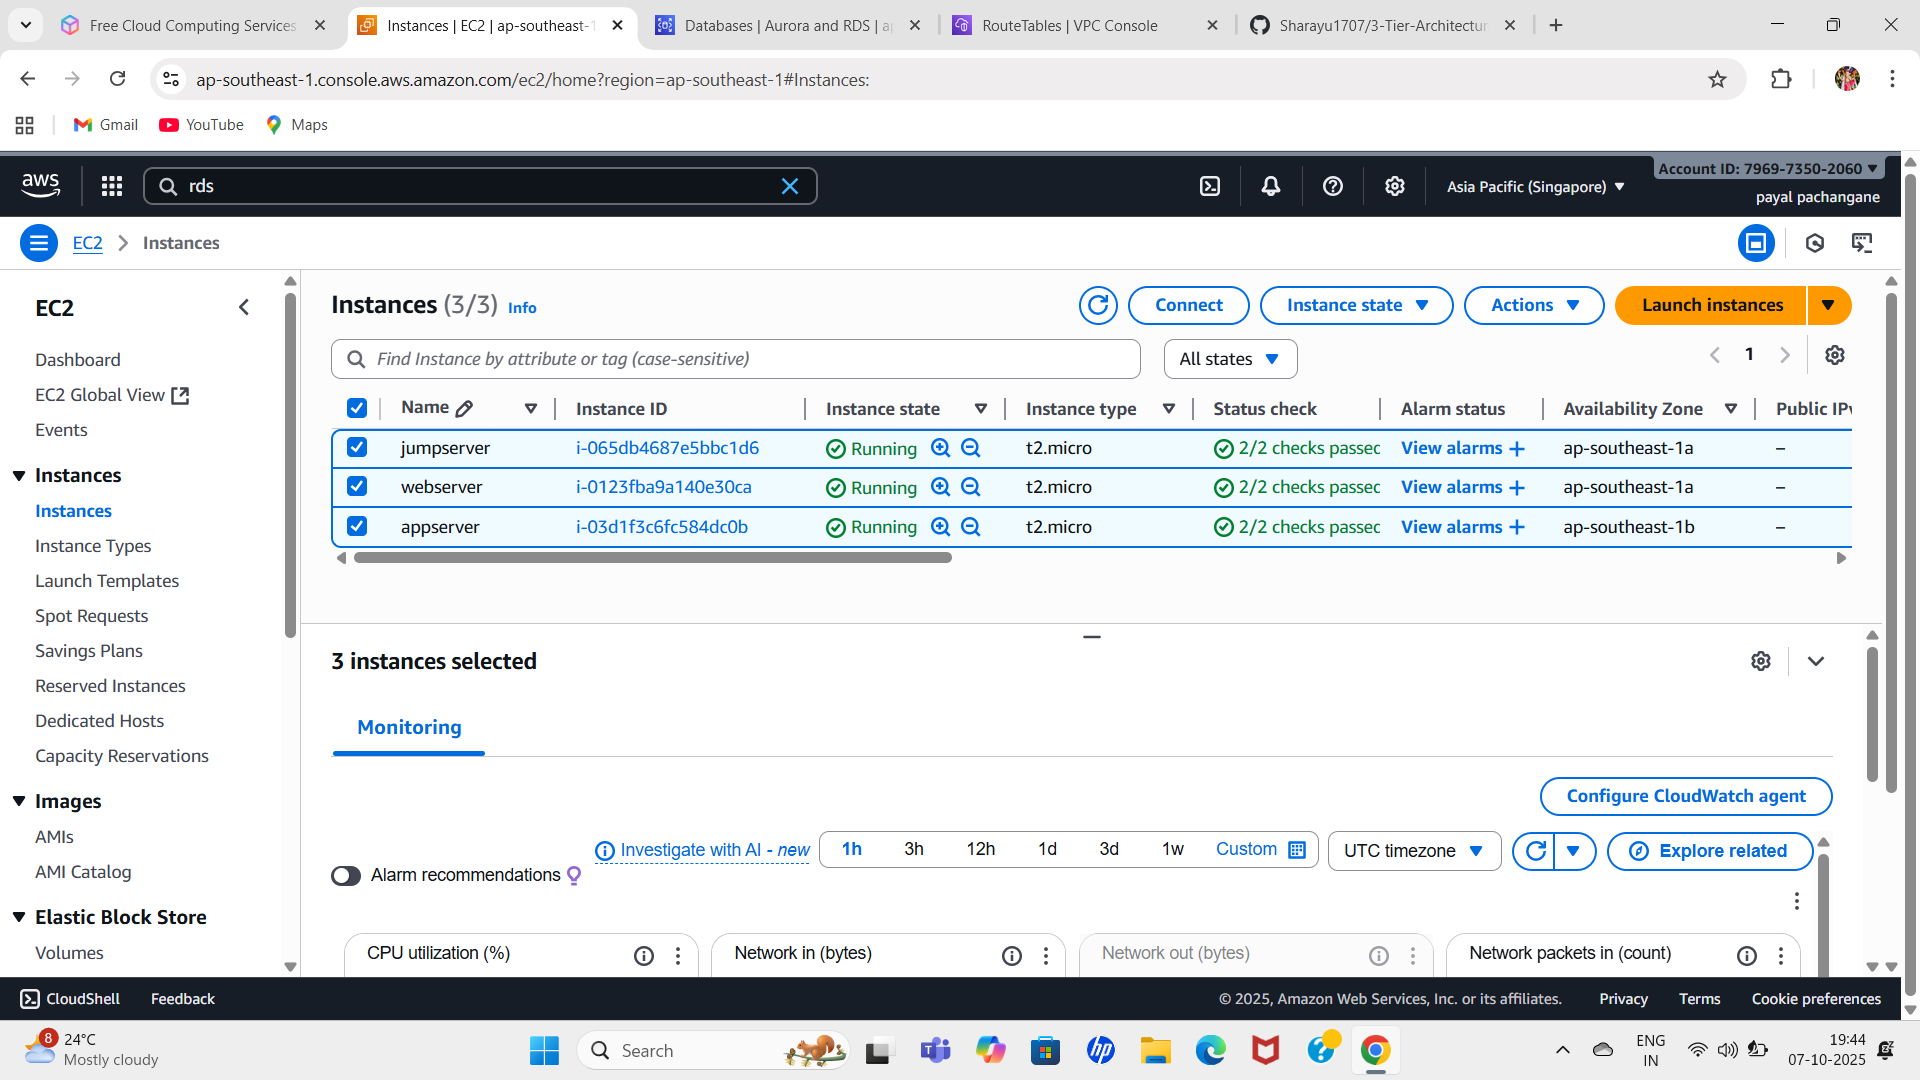 Free Cloud Computing Services
Instances | EC2 | ap-southeast-1
Databases | Aurora and RDS | ap
RouteTables | VPC Console
Sharayu1707/3-Tier-Architectur
ap-southeast-1.console.aws.amazon.com/ec2/home?region=ap-southeast-1#Instances:
Gmail
YouTube
Maps
aws
rds
Asia Pacific (Singapore)
Account ID: 7969-7350-2060
payal pachangane
EC2
Instances
EC2
Dashboard
EC2 Global View
Events
Instances
Instances
Instance Types
Launch Templates
Spot Requests
Savings Plans
Reserved Instances
Dedicated Hosts
Capacity Reservations
Images
AMIs
AMI Catalog
Elastic Block Store
Volumes
Instances (3/3) Info
Connect
Instance state
Actions
Launch instances
Find Instance by attribute or tag (case-sensitive)
All states
1
Name Instance ID Instance state Instance type Status check Alarm status Availability Zone Public IPv
jumpserver i-065db4687e5bbc1d6 Running t2.micro 2/2 checks passed View alarms + ap-southeast-1a –
webserver i-0123fba9a140e30ca Running t2.micro 2/2 checks passed View alarms + ap-southeast-1a –
appserver i-03d1f3c6fc584dc0b Running t2.micro 2/2 checks passed View alarms + ap-southeast-1b –
3 instances selected
Monitoring
Configure CloudWatch agent
Investigate with AI - new
1h 3h 12h 1d 3d 1w Custom
UTC timezone
Explore related
Alarm recommendations
CPU utilization (%)
Network in (bytes)
Network out (bytes)
Network packets in (count)
CloudShell
Feedback
© 2025, Amazon Web Services, Inc. or its affiliates.
Privacy
Terms
Cookie preferences
8
24°C
Mostly cloudy
Search
ENG
IN
19:44
07-10-2025